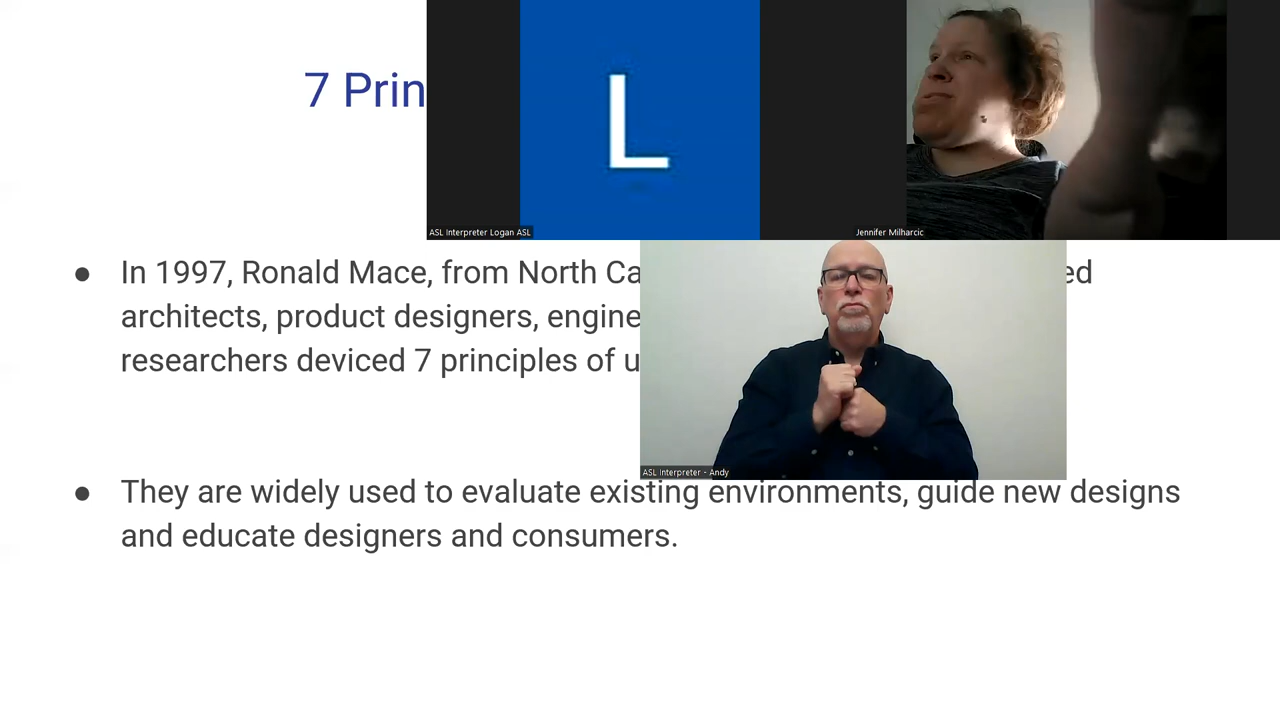 7 Prin
L
ASL Interpreter Logan ASL
Jennifer Milharcic
In 1997, Ronald Mace, from North Ca ed
architects, product designers, engine
researchers deviced 7 principles of u
ASL Interpreter - Andy
They are widely used to evaluate existing environments, guide new designs
and educate designers and consumers.